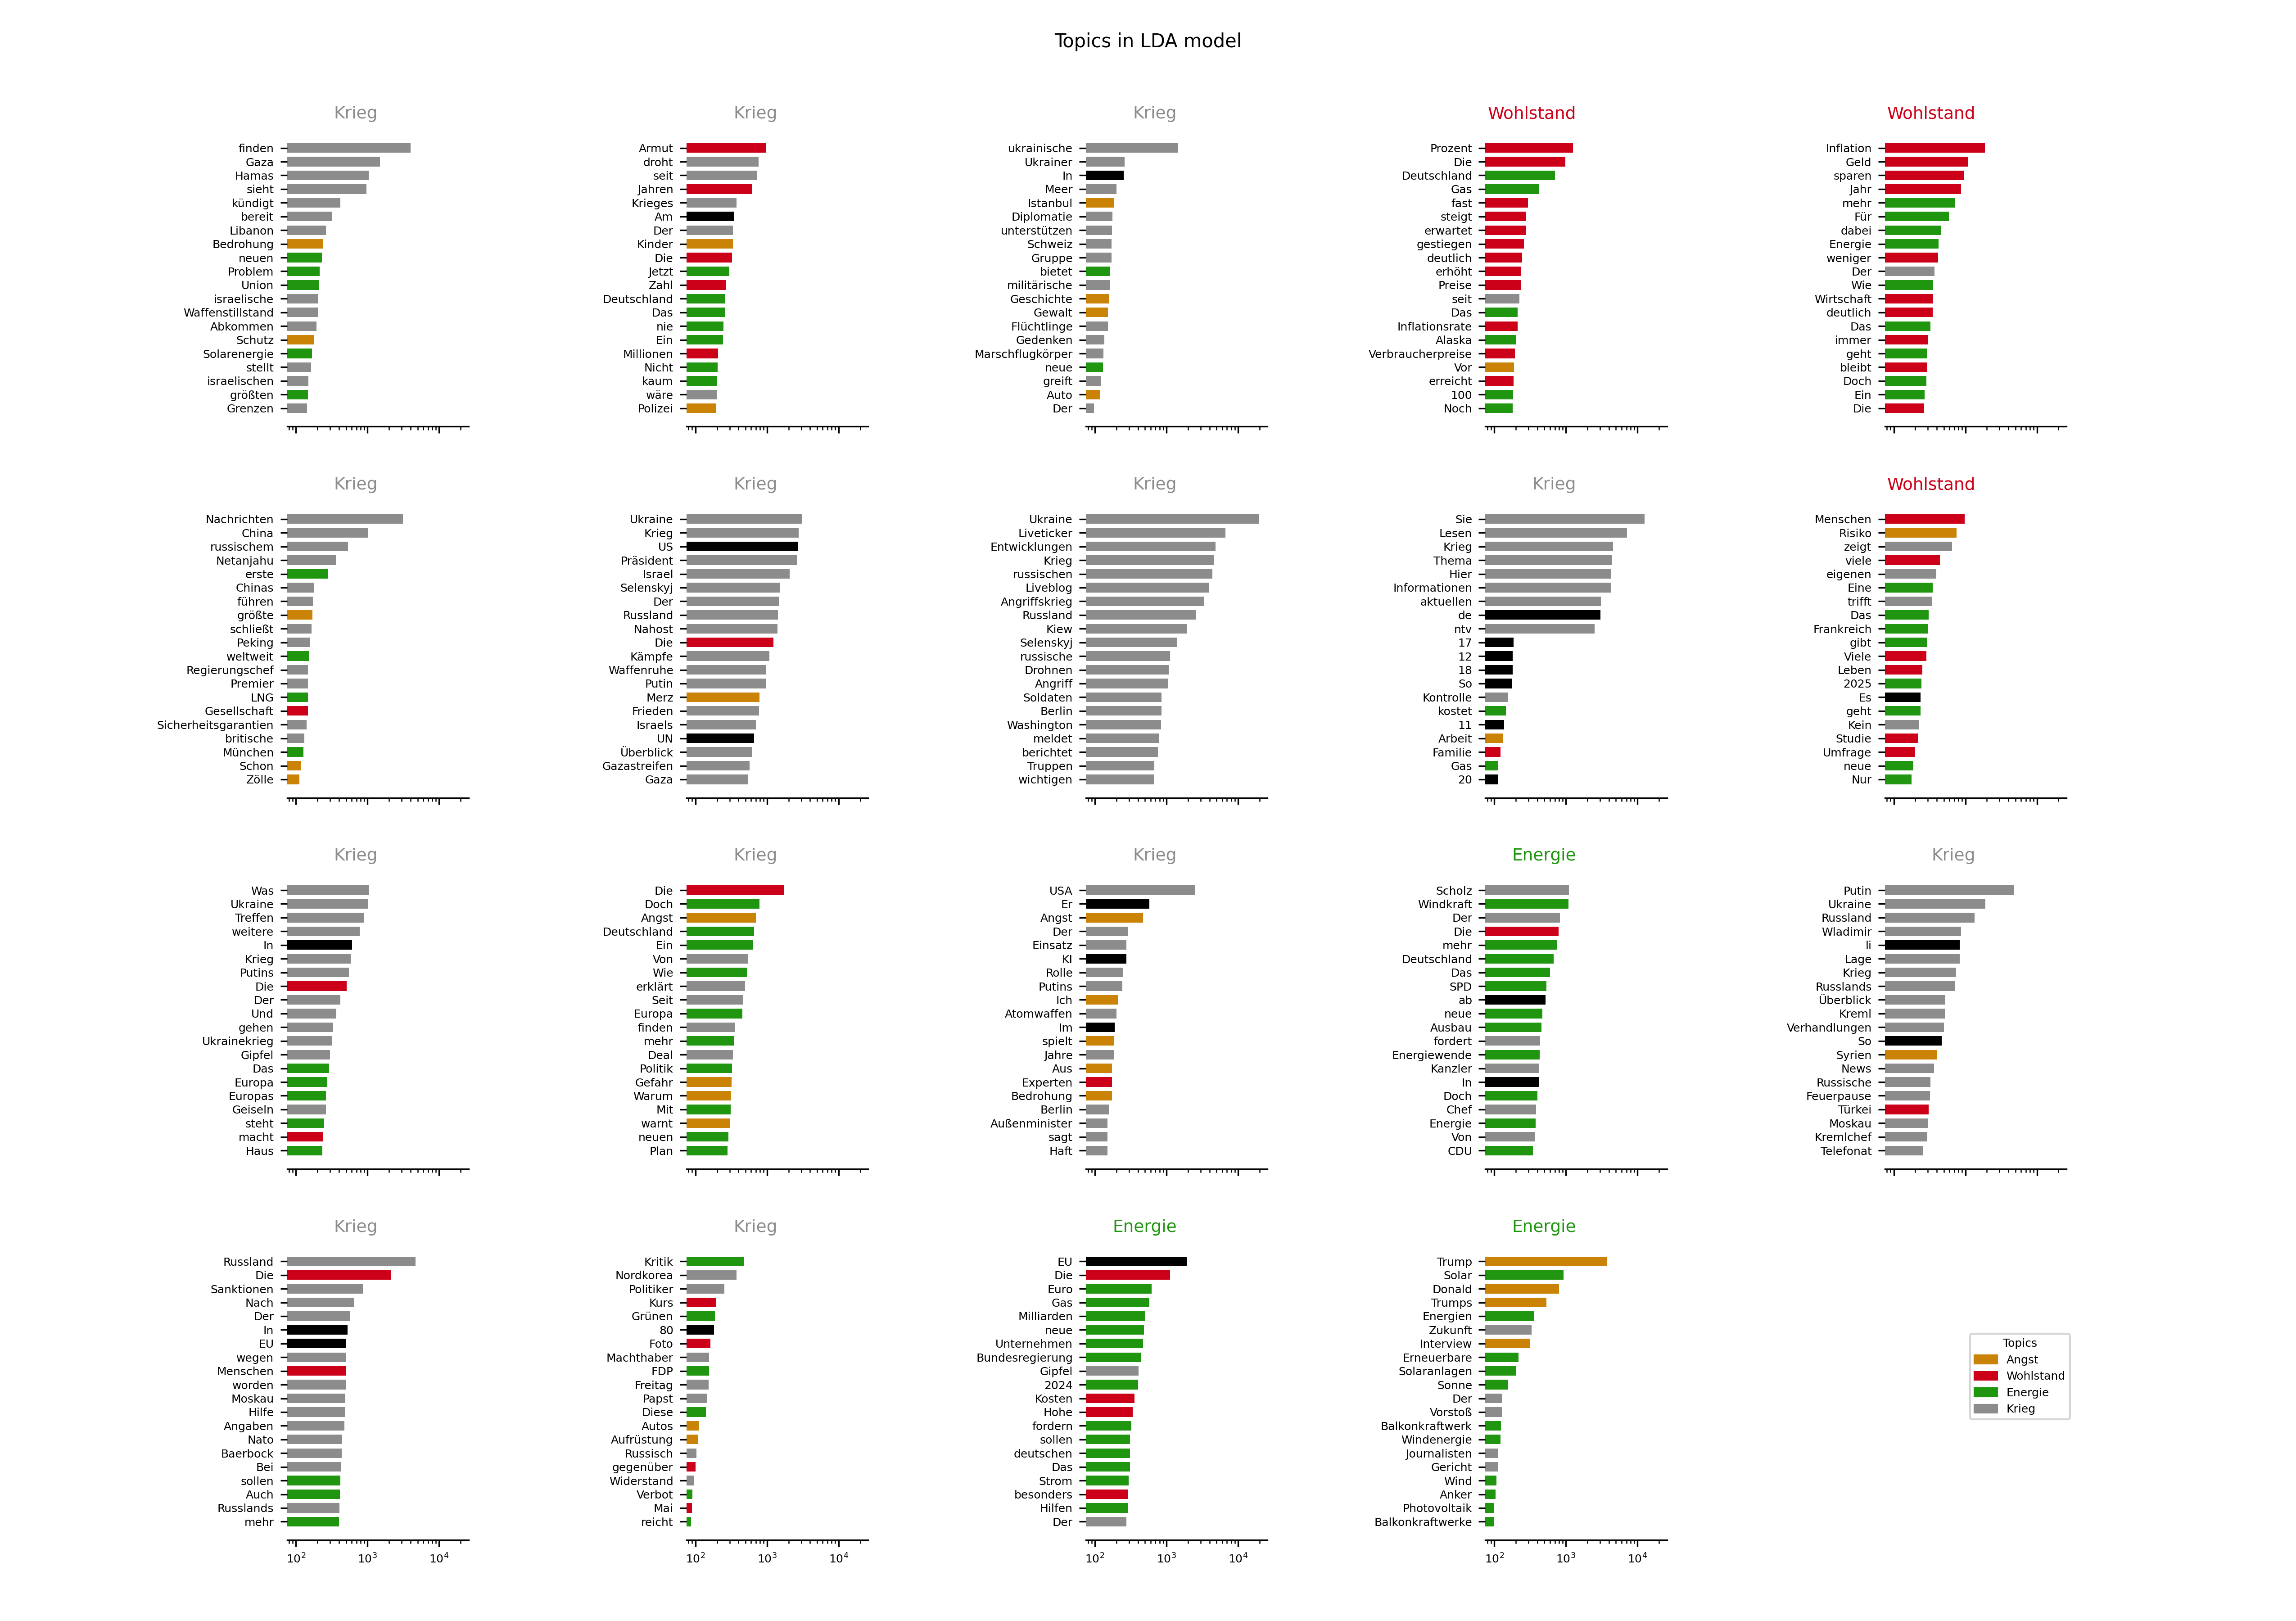 Topics in LDA model
Krieg
finden
Gaza
Hamas
sieht
kündigt
bereit
Libanon
Bedrohung
neuen
Problem
Union
israelische
Waffenstillstand
Abkommen
Schutz
Solarenergie
stellt
israelischen
größten
Grenzen
Krieg
Armut
droht
seit
Jahren
Krieges
Am
Der
Kinder
Die
Jetzt
Zahl
Deutschland
Das
nie
Ein
Millionen
Nicht
kaum
wäre
Polizei
Krieg
ukrainische
Ukrainer
In
Meer
Istanbul
Diplomatie
unterstützen
Schweiz
Gruppe
bietet
militärische
Geschichte
Gewalt
Flüchtlinge
Gedenken
Marschflugkörper
neue
greift
Auto
Der
Wohlstand
Prozent
Die
Deutschland
Gas
fast
steigt
erwartet
gestiegen
deutlich
erhöht
Preise
seit
Das
Inflationsrate
Alaska
Verbraucherpreise
Vor
erreicht
100
Noch
Wohlstand
Inflation
Geld
sparen
Jahr
mehr
Für
dabei
Energie
weniger
Der
Wie
Wirtschaft
deutlich
Das
immer
geht
bleibt
Doch
Ein
Die
Krieg
Nachrichten
China
russischem
Netanjahu
erste
Chinas
führen
größte
schließt
Peking
weltweit
Regierungschef
Premier
LNG
Gesellschaft
Sicherheitsgarantien
britische
München
Schon
Zölle
Krieg
Ukraine
Krieg
US
Präsident
Israel
Selenskyj
Der
Russland
Nahost
Die
Kämpfe
Waffenruhe
Putin
Merz
Frieden
Israels
UN
Überblick
Gazastreifen
Gaza
Krieg
Ukraine
Liveticker
Entwicklungen
Krieg
russischen
Liveblog
Angriffskrieg
Russland
Kiew
Selenskyj
russische
Drohnen
Angriff
Soldaten
Berlin
Washington
meldet
berichtet
Truppen
wichtigen
Krieg
Sie
Lesen
Krieg
Thema
Hier
Informationen
aktuellen
de
ntv
17
12
18
So
Kontrolle
kostet
11
Arbeit
Familie
Gas
20
Wohlstand
Menschen
Risiko
zeigt
viele
eigenen
Eine
trifft
Das
Frankreich
gibt
Viele
Leben
2025
Es
geht
Kein
Studie
Umfrage
neue
Nur
Krieg
Was
Ukraine
Treffen
weitere
In
Krieg
Putins
Die
Der
Und
gehen
Ukrainekrieg
Gipfel
Das
Europa
Europas
Geiseln
steht
macht
Haus
Krieg
Die
Doch
Angst
Deutschland
Ein
Von
Wie
erklärt
Seit
Europa
finden
mehr
Deal
Politik
Gefahr
Warum
Mit
warnt
neuen
Plan
Krieg
USA
Er
Angst
Der
Einsatz
KI
Rolle
Putins
Ich
Atomwaffen
Im
spielt
Jahre
Aus
Experten
Bedrohung
Berlin
Außenminister
sagt
Haft
Energie
Scholz
Windkraft
Der
Die
mehr
Deutschland
Das
SPD
ab
neue
Ausbau
fordert
Energiewende
Kanzler
In
Doch
Chef
Energie
Von
CDU
Krieg
Putin
Ukraine
Russland
Wladimir
li
Lage
Krieg
Russlands
Überblick
Kreml
Verhandlungen
So
Syrien
News
Russische
Feuerpause
Türkei
Moskau
Kremlchef
Telefonat
Krieg
Russland
Die
Sanktionen
Nach
Der
In
EU
wegen
Menschen
worden
Moskau
Hilfe
Angaben
Nato
Baerbock
Bei
sollen
Auch
Russlands
mehr
10² 10³ 10⁴
Krieg
Kritik
Nordkorea
Politiker
Kurs
Grünen
80
Foto
Machthaber
FDP
Freitag
Papst
Diese
Autos
Aufrüstung
Russisch
gegenüber
Widerstand
Verbot
Mai
reicht
10² 10³ 10⁴
Energie
EU
Die
Euro
Gas
Milliarden
neue
Unternehmen
Bundesregierung
Gipfel
2024
Kosten
Hohe
fordern
sollen
deutschen
Das
Strom
besonders
Hilfen
Der
10² 10³ 10⁴
Energie
Trump
Solar
Donald
Trumps
Energien
Zukunft
Interview
Erneuerbare
Solaranlagen
Sonne
Der
Vorstoß
Balkonkraftwerk
Windenergie
Journalisten
Gericht
Wind
Anker
Photovoltaik
Balkonkraftwerke
10² 10³ 10⁴
Topics
Angst
Wohlstand
Energie
Krieg